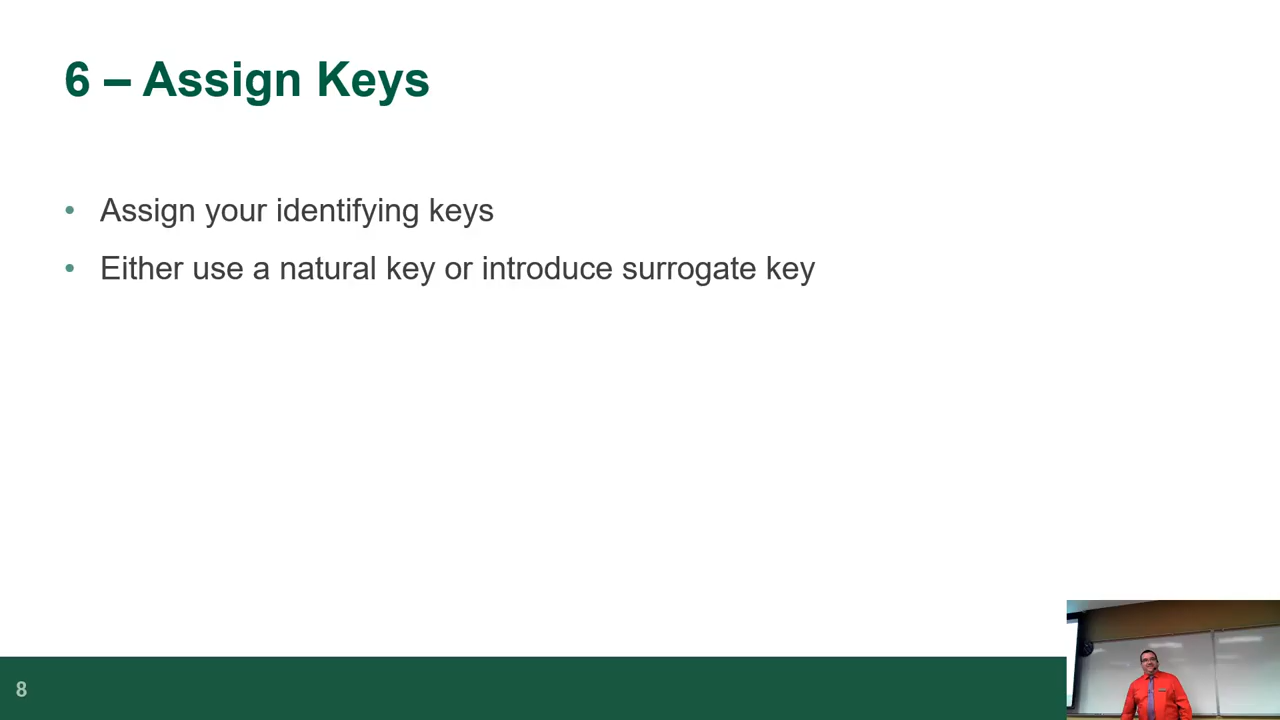 6 – Assign Keys
• Assign your identifying keys
• Either use a natural key or introduce surrogate key
8